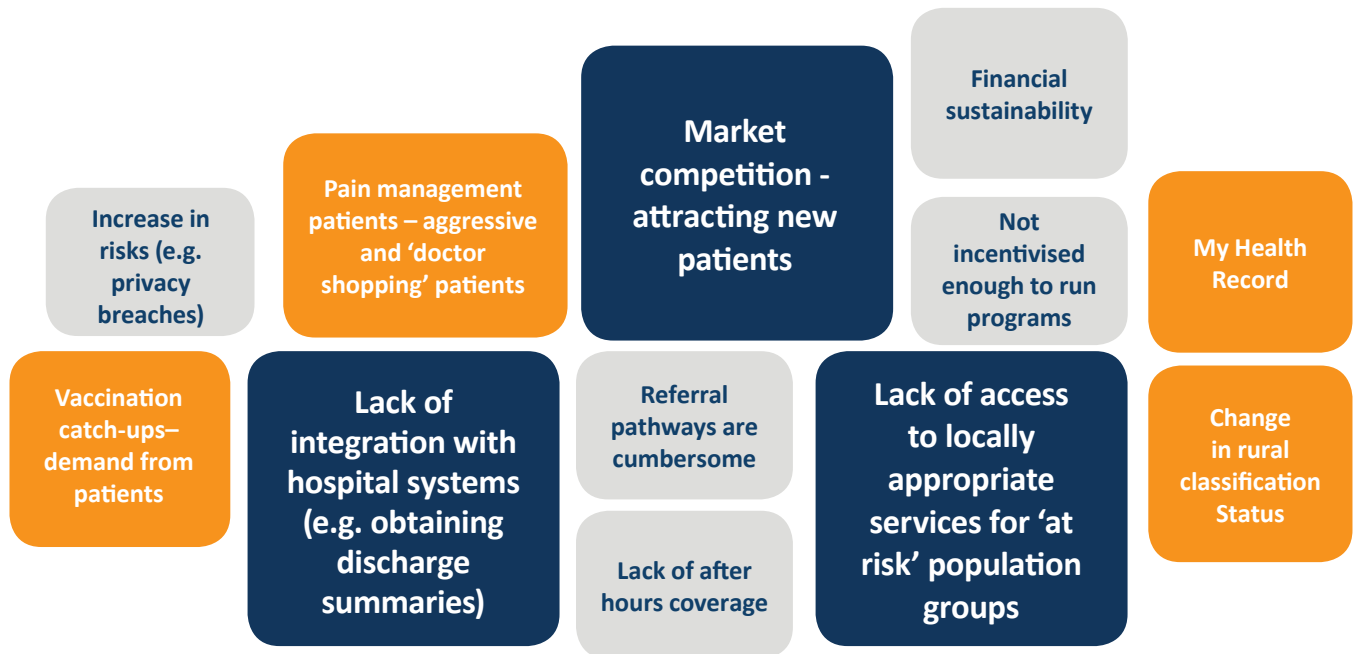 Increase in
risks (e.g.
privacy
breaches)
Pain management
patients – aggressive
and ‘doctor
shopping’ patients
Market
competition -
attracting new
patients
Financial
sustainability
Not
incentivised
enough to run
programs
My Health
Record
Vaccination
catch-ups–
demand from
patients
Lack of
integration with
hospital systems
(e.g. obtaining
discharge
summaries)
Referral
pathways are
cumbersome
Lack of after
hours coverage
Lack of access
to locally
appropriate
services for ‘at
risk’ population
groups
Change
in rural
classification
Status